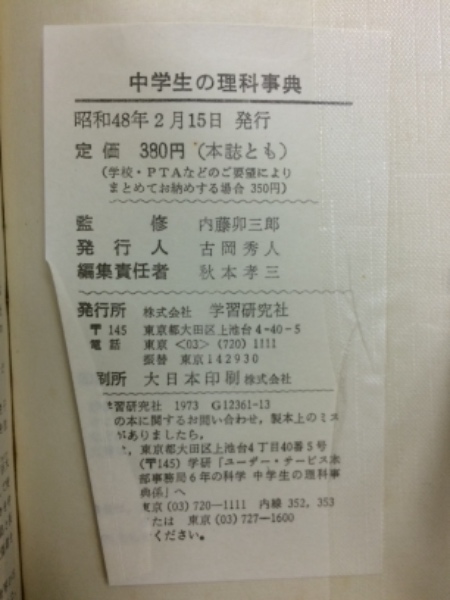 中学生の理科事典
昭和48年2月15日 発行
定価 380円（本誌とも）
（学校・PTAなどのご要望により
まとめてお納めする場合 350円）
監修 内藤卯三郎
発行人 古岡秀人
編集責任者 秋本孝三
発行所 株式会社 学習研究社
〒145 東京都大田区上池台4-40-5
電話 東京<03>(720)1111
振替 東京142930
刷所 大日本印刷株式会社
習研究社 1973 G12361-13
の本に関するお問い合わせ，製本上のミス
がありましたら，
，東京都大田区上池台4丁目40番5号
(〒145) 学研「ユーザー・サービス本
部事務局6年の科学 中学生の理科事
典係」へ
東京(03)720-1111 内線 352, 353
たは 東京(03)727-1600
ください。